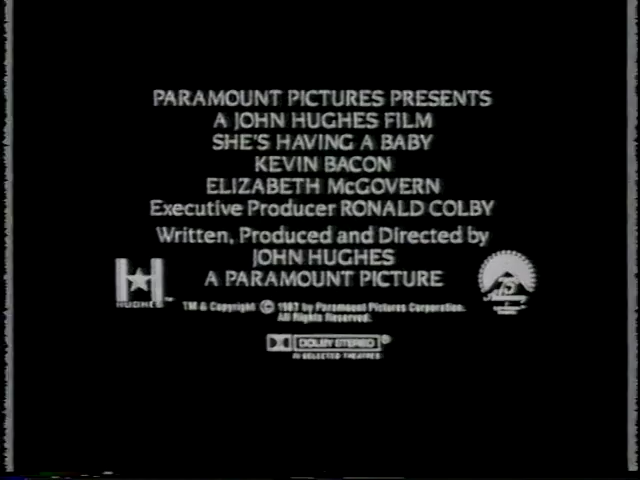 PARAMOUNT PICTURES PRESENTS
A JOHN HUGHES FILM
SHE'S HAVING A BABY
KEVIN BACON
ELIZABETH McGOVERN
Executive Producer RONALD COLBY
Written, Produced and Directed by
JOHN HUGHES
A PARAMOUNT PICTURE
HUGHES
TM & Copyright © 1987 by Paramount Pictures Corporation.
All Rights Reserved.
75
DOLBY STEREO ®
IN SELECTED THEATRES